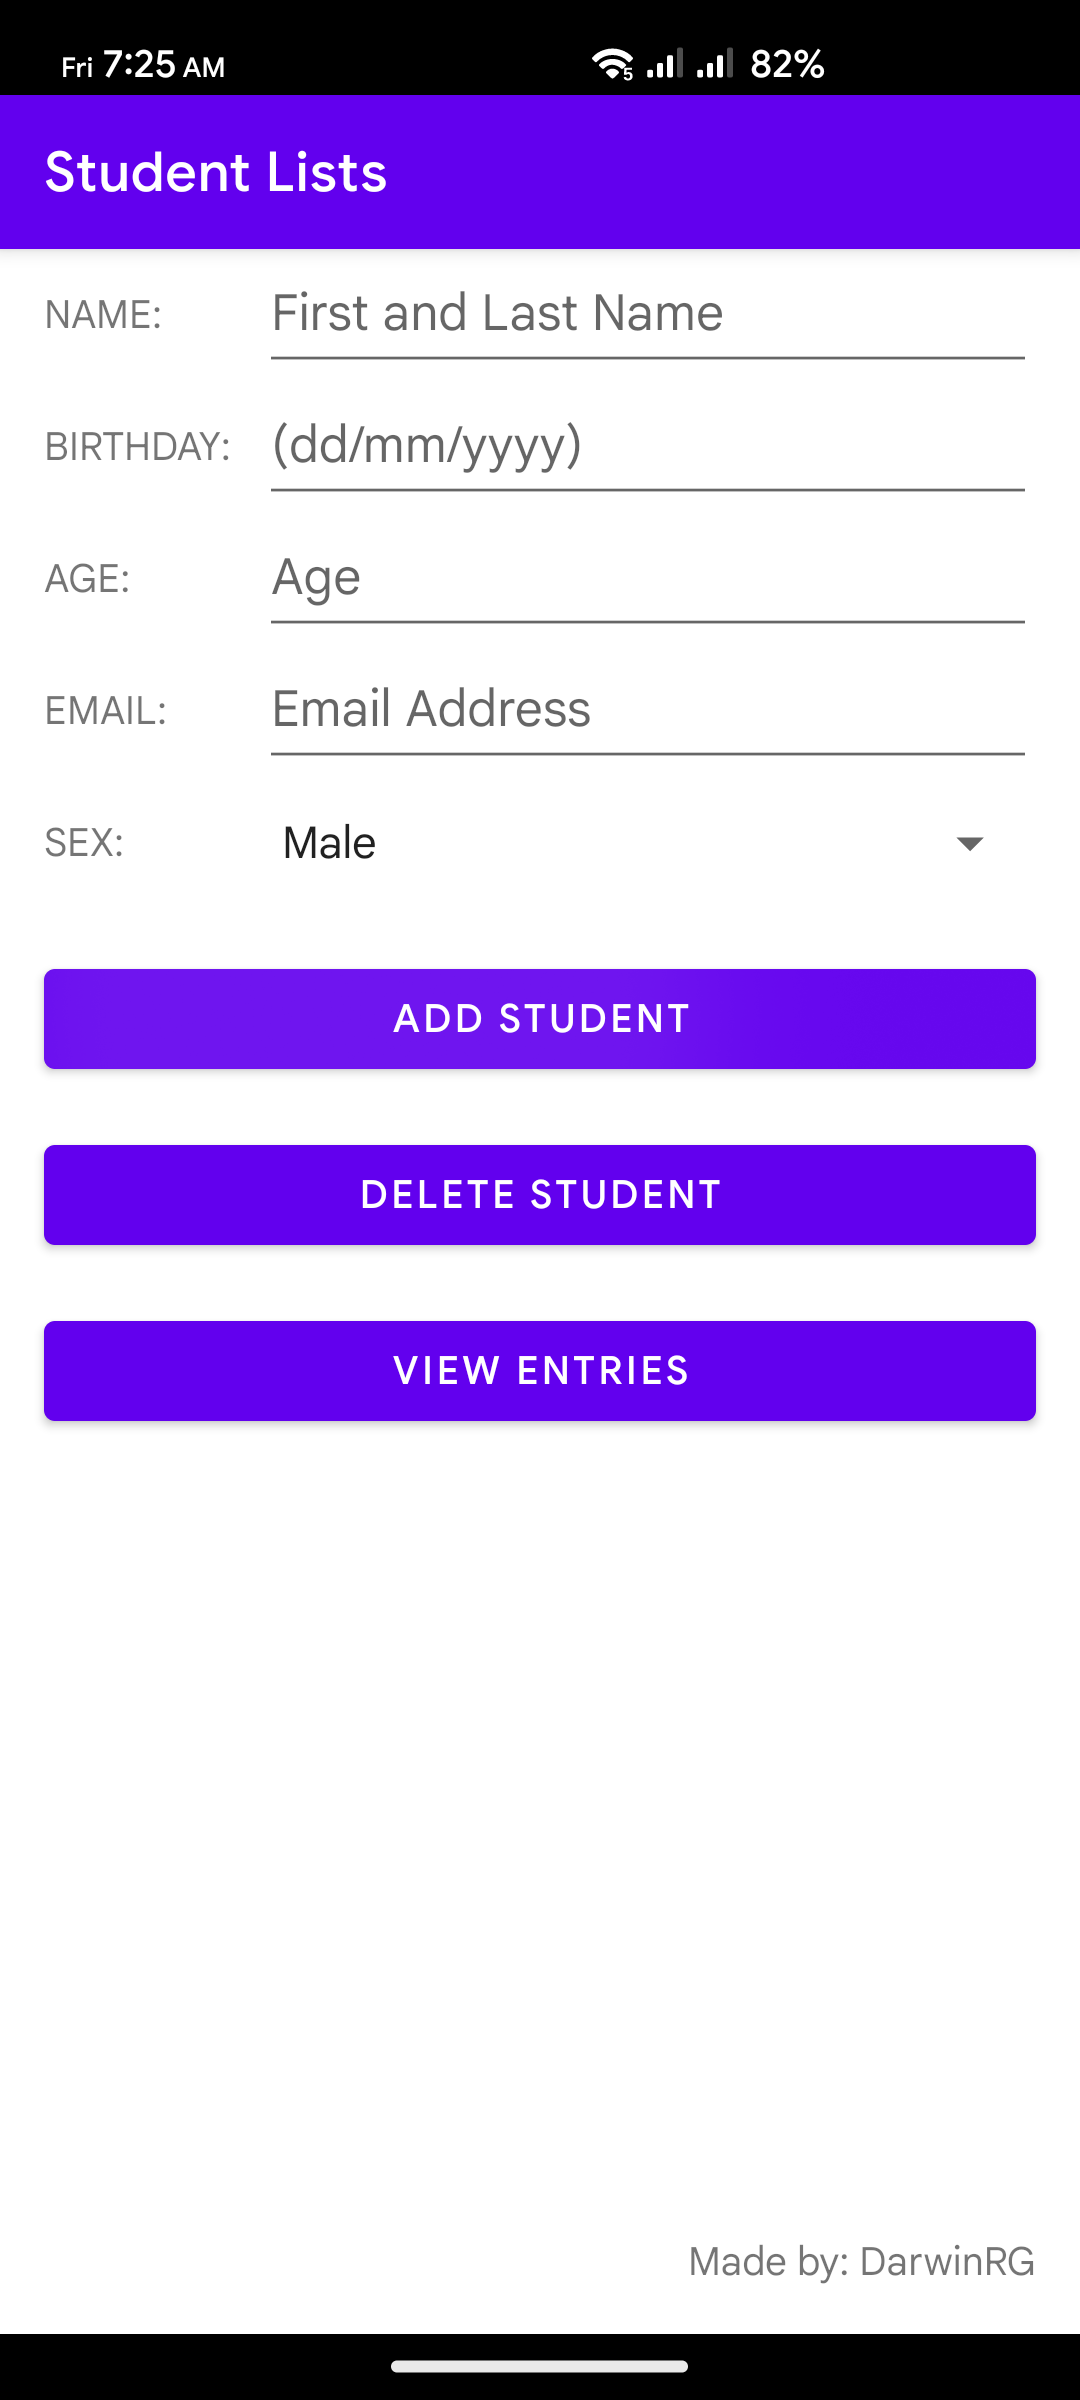 Fri 7:25 AM 5 82%
Student Lists
NAME: First and Last Name
BIRTHDAY: (dd/mm/yyyy)
AGE: Age
EMAIL: Email Address
SEX: Male
ADD STUDENT
DELETE STUDENT
VIEW ENTRIES
Made by: DarwinRG